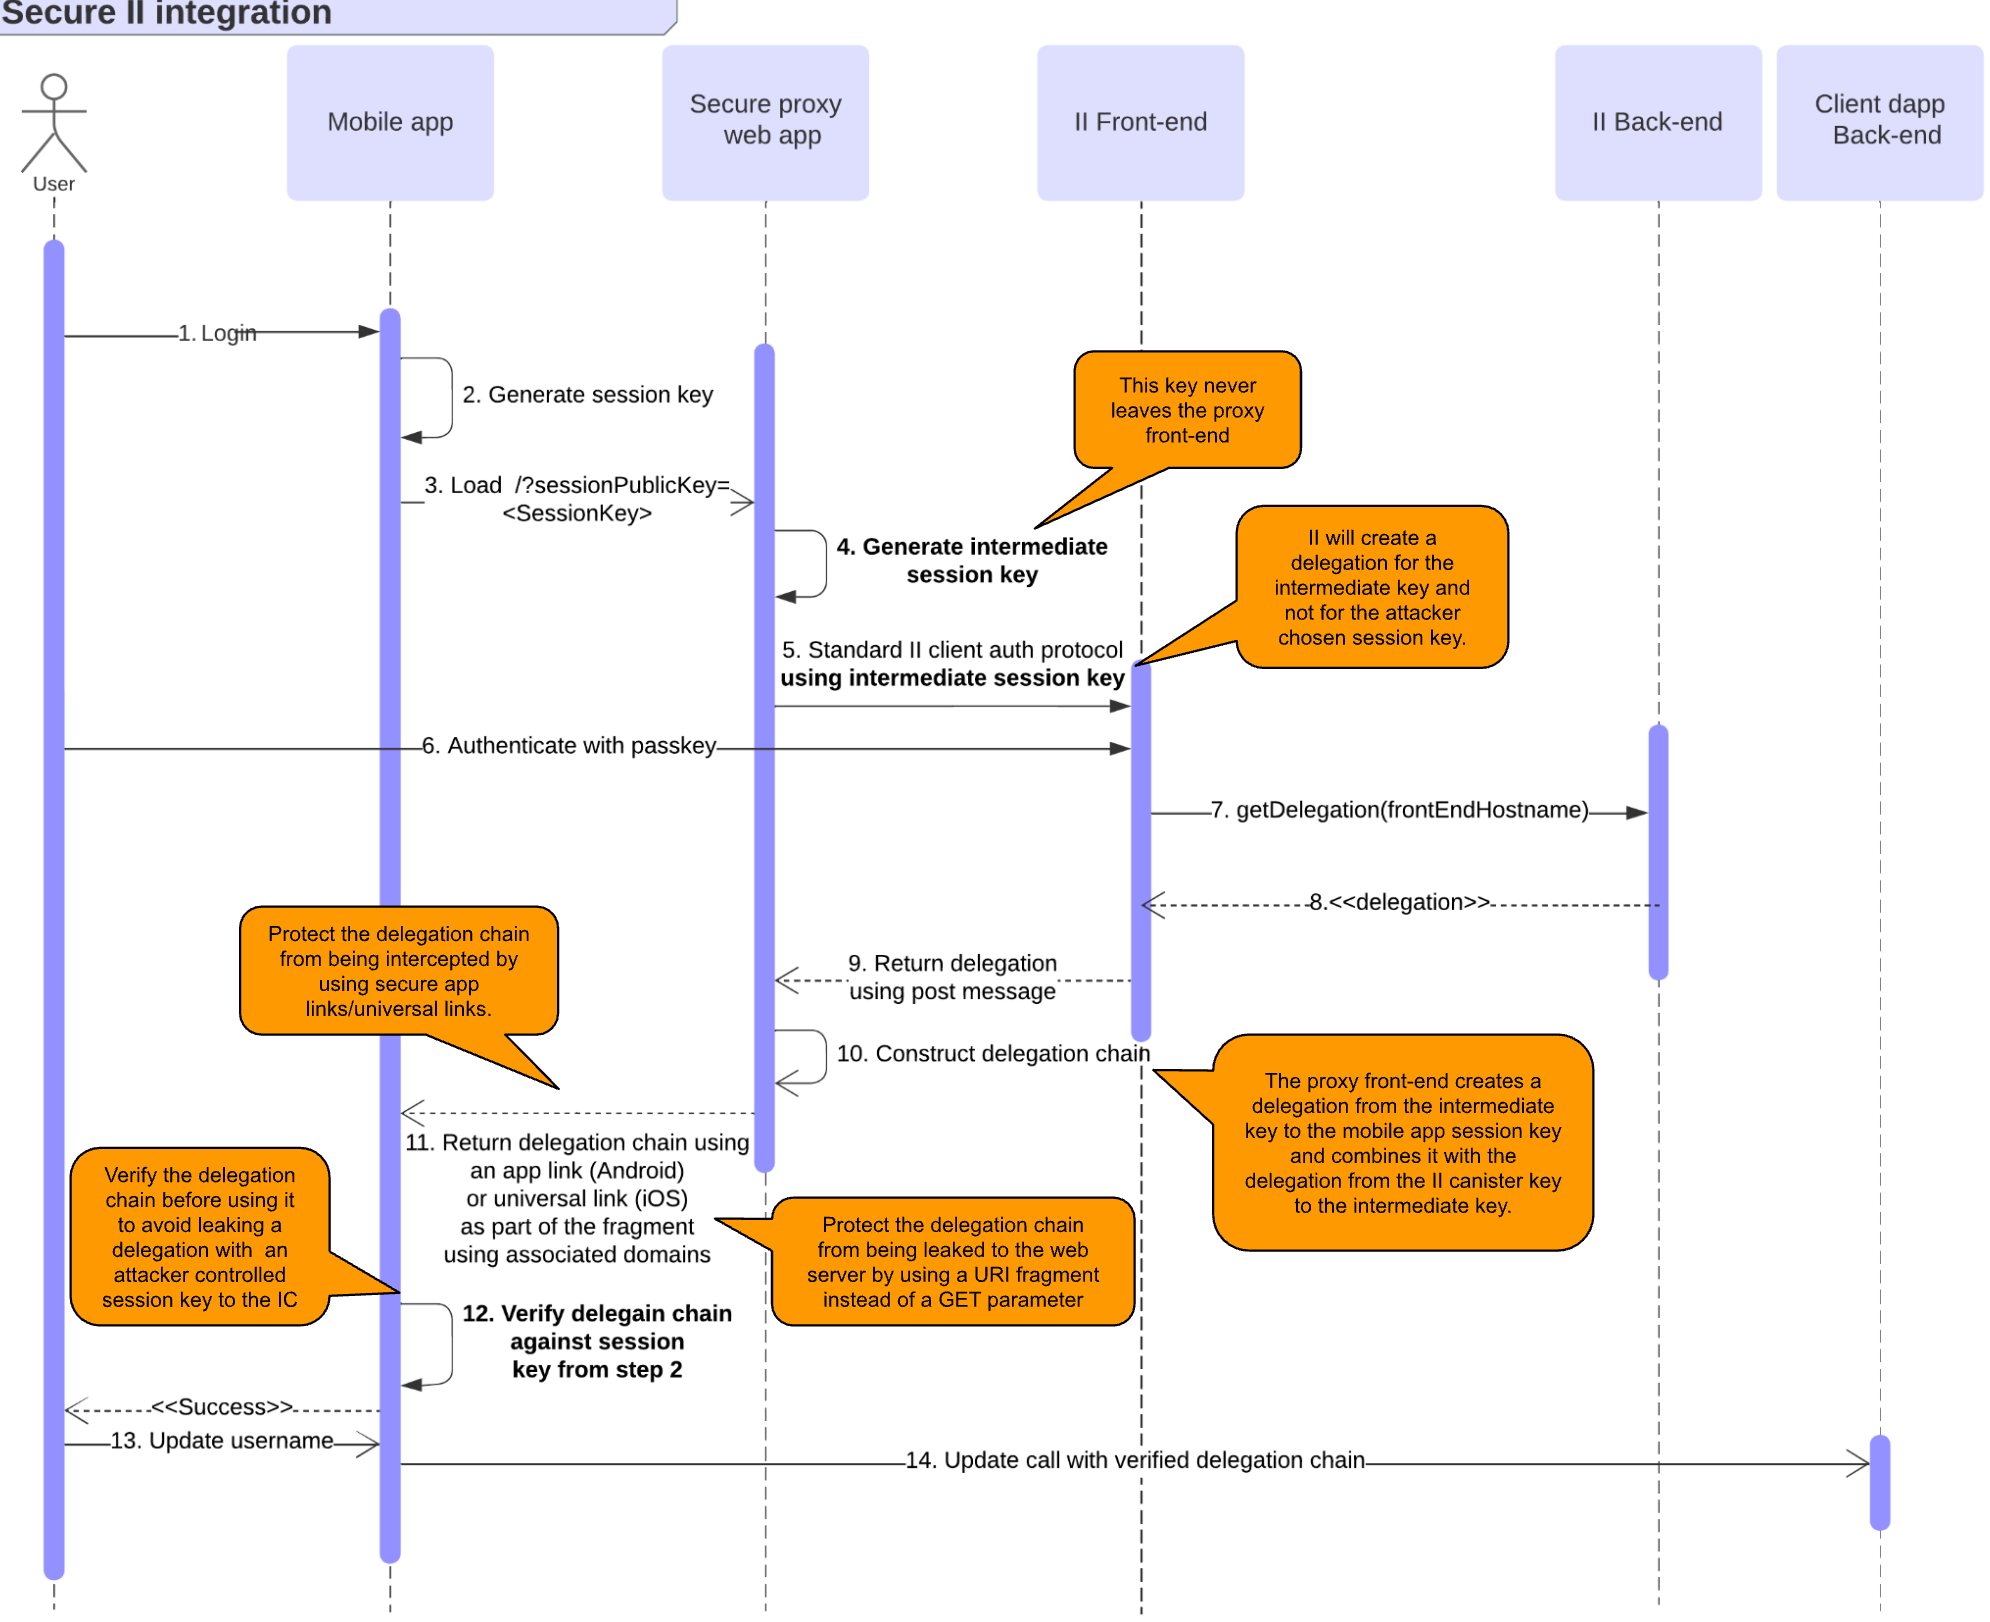 Secure II integration
User
Mobile app
Secure proxy
web app
II Front-end
II Back-end
Client dapp
Back-end
1. Login
2. Generate session key
This key never
leaves the proxy
front-end
3. Load /?sessionPublicKey=
<SessionKey>
4. Generate intermediate
session key
II will create a
delegation for the
intermediate key and
not for the attacker
chosen session key.
5. Standard II client auth protocol
using intermediate session key
6. Authenticate with passkey
7. getDelegation(frontEndHostname)
8.<<delegation>>
Protect the delegation chain
from being intercepted by
using secure app
links/universal links.
9. Return delegation
using post message
10. Construct delegation chain
The proxy front-end creates a
delegation from the intermediate
key to the mobile app session key
and combines it with the
delegation from the II canister key
to the intermediate key.
11. Return delegation chain using
an app link (Android)
or universal link (iOS)
as part of the fragment
using associated domains
Verify the delegation
chain before using it
to avoid leaking a
delegation with an
attacker controlled
session key to the IC
Protect the delegation chain
from being leaked to the web
server by using a URI fragment
instead of a GET parameter
12. Verify delegain chain
against session
key from step 2
<<Success>>
13. Update username
14. Update call with verified delegation chain